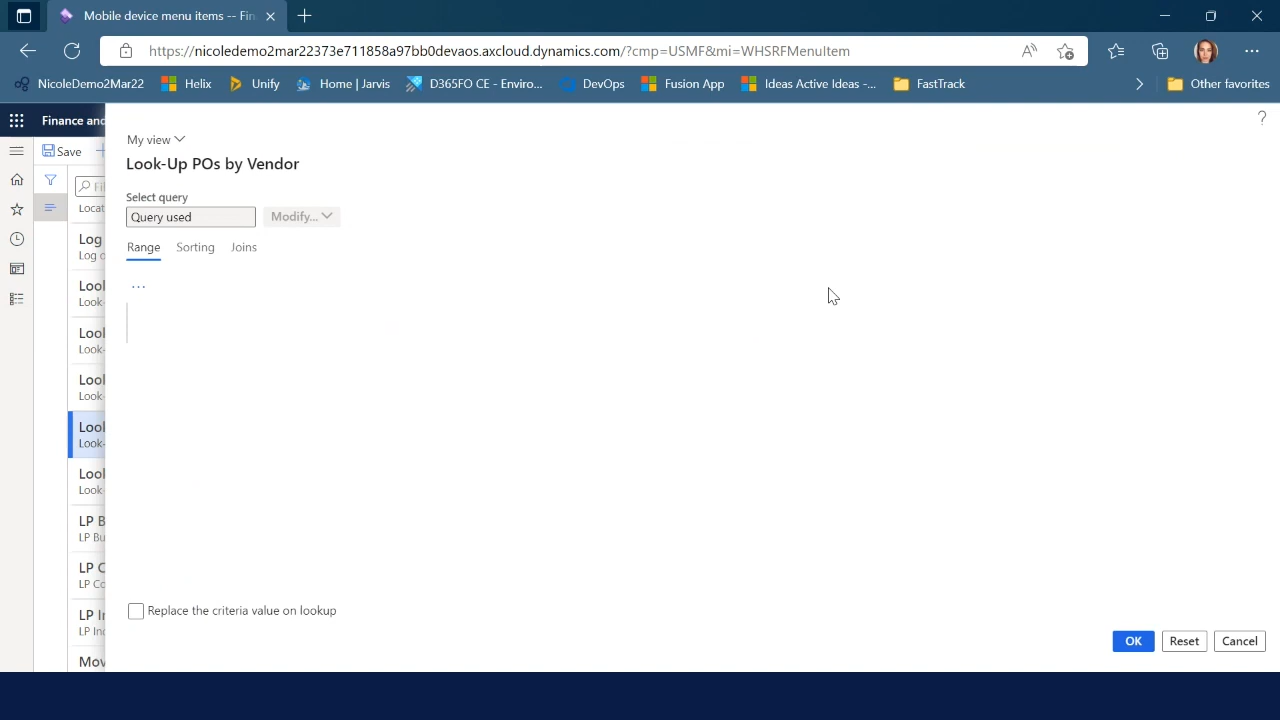 Mobile device menu items -- Fin
https://nicoledemo2mar22373e711858a97bb0devaos.axcloud.dynamics.com/?cmp=USMF&mi=WHSRFMenuItem
NicoleDemo2Mar22 Helix Unify Home | Jarvis D365FO CE - Enviro... DevOps Fusion App Ideas Active Ideas -... FastTrack Other favorites
Finance and
Save
My view
Look-Up POs by Vendor
Select query
Query used Modify...
Range Sorting Joins
...
Fil
Locat
Log
Log o
Look
Look-
Look
Look-
Look
Look-
Look
Look-
Look
Look-
LP B
LP Bu
LP C
LP Co
LP In
LP Inq
Mov
Replace the criteria value on lookup
OK Reset Cancel